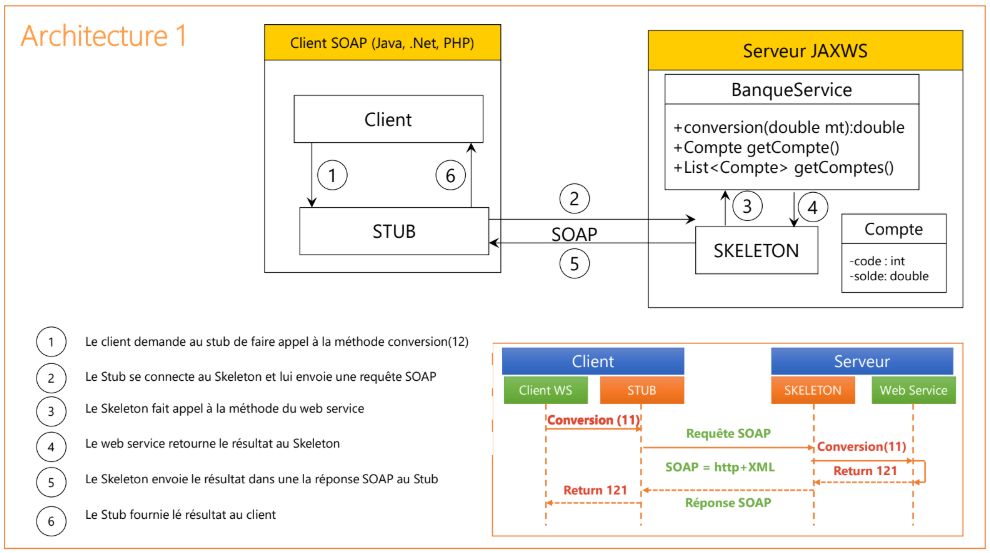 Architecture 1
Client SOAP (Java, .Net, PHP)
Client
1
6
STUB
2
SOAP
5
Serveur JAXWS
BanqueService
+conversion(double mt):double
+Compte getCompte()
+List<Compte> getComptes()
3
4
SKELETON
Compte
-code : int
-solde: double
1 Le client demande au stub de faire appel à la méthode conversion(12)
2 Le Stub se connecte au Skeleton et lui envoie une requête SOAP
3 Le Skeleton fait appel à la méthode du web service
4 Le web service retourne le résultat au Skeleton
5 Le Skeleton envoie le résultat dans une la réponse SOAP au Stub
6 Le Stub fournie lé résultat au client
Client
Serveur
Client WS
STUB
SKELETON
Web Service
Conversion (11)
Requête SOAP
Conversion(11)
SOAP = http+XML
Return 121
Return 121
Réponse SOAP